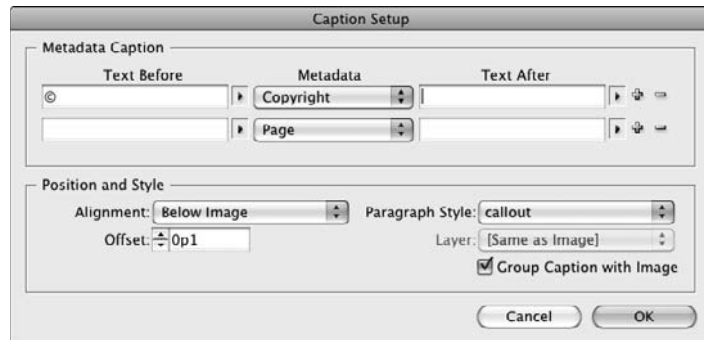 Caption Setup
Metadata Caption
Text Before Metadata Text After
© Copyright
Page
Position and Style
Alignment: Below Image Paragraph Style: callout
Offset: 0p1 Layer: [Same as Image]
Group Caption with Image
Cancel OK